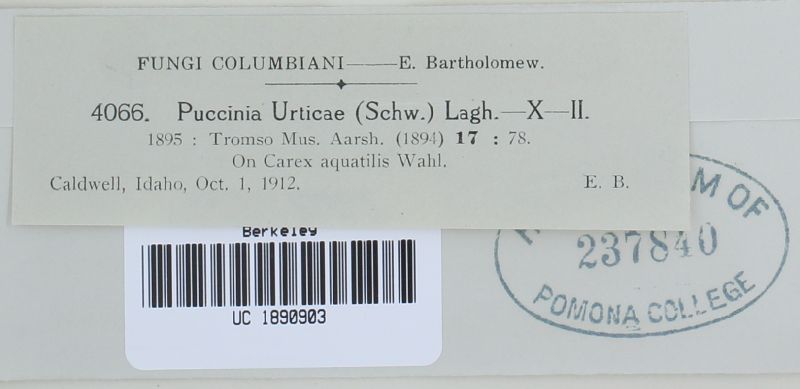 FUNGI COLUMBIANI——E. Bartholomew.
4066. Puccinia Urticae (Schw.) Lagh.—X—II.
1895 : Tromso Mus. Aarsh. (1894) 17 : 78.
On Carex aquatilis Wahl.
Caldwell, Idaho, Oct. 1, 1912. E. B.
M OF
237840
POMONA COLLEGE
Berkeley
UC 1890903